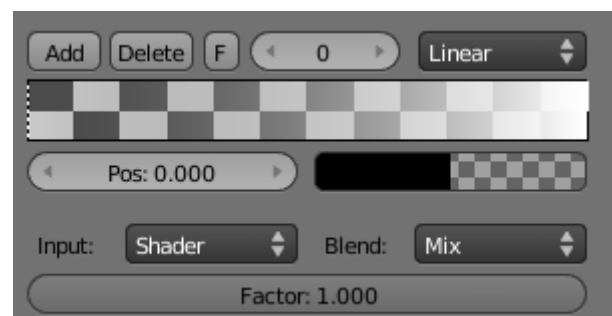 Add Delete F 0 Linear
Pos: 0.000
Input: Shader Blend: Mix
Factor: 1.000